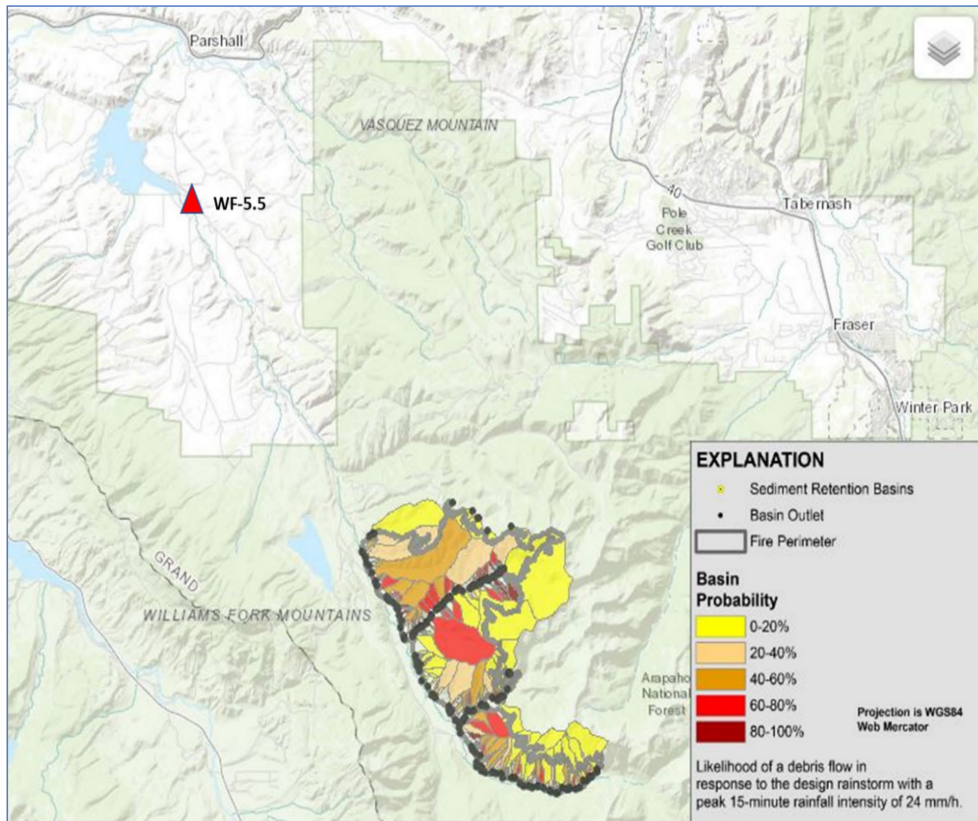 Parshall
VASQUEZ MOUNTAIN
WF-5.5
40
Tabernash
Pole
Creek
Golf Club
Fraser
Winter Park
GRAND
WILLIAMS FORK MOUNTAINS
Arapaho
National
Forest
EXPLANATION
Sediment Retention Basins
Basin Outlet
Fire Perimeter
Basin
Probability
0-20%
20-40%
40-60%
60-80%
80-100%
Projection is WGS84
Web Mercator
Likelihood of a debris flow in
response to the design rainstorm with a
peak 15-minute rainfall intensity of 24 mm/h.